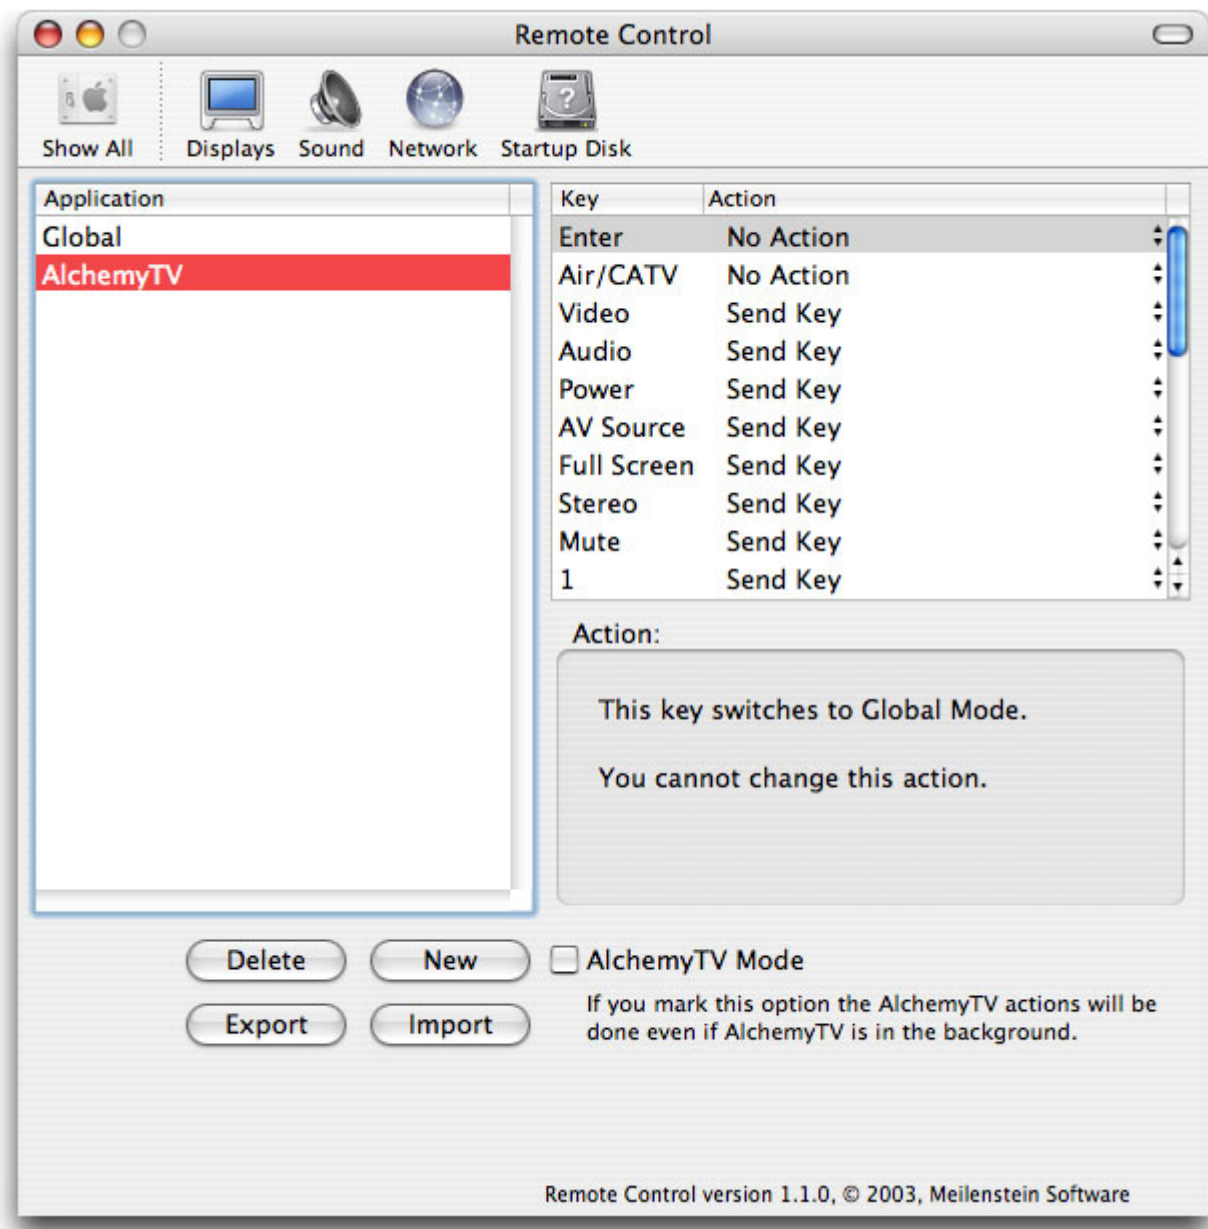 Remote Control
Show All Displays Sound Network Startup Disk
Application
Global
AlchemyTV
Key Action
Enter No Action
Air/CATV No Action
Video Send Key
Audio Send Key
Power Send Key
AV Source Send Key
Full Screen Send Key
Stereo Send Key
Mute Send Key
1 Send Key
Action:
This key switches to Global Mode.
You cannot change this action.
Delete New
Export Import
AlchemyTV Mode
If you mark this option the AlchemyTV actions will be
done even if AlchemyTV is in the background.
Remote Control version 1.1.0, © 2003, Meilenstein Software